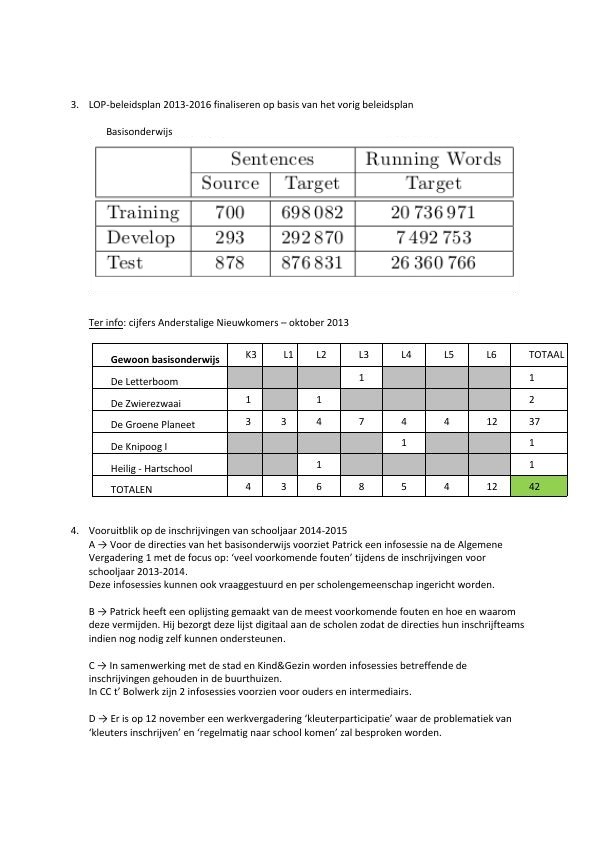 3. LOP-beleidsplan 2013-2016 finaliseren op basis van het vorig beleidsplan
Basisonderwijs
Sentences Running Words
Source Target Target
Training 700 698 082 20 736 971
Develop 293 292 870 7 492 753
Test 878 876 831 26 360 766
Ter info: cijfers Anderstalige Nieuwkomers – oktober 2013
Gewoon basisonderwijs K3 L1 L2 L3 L4 L5 L6 TOTAAL
De Letterboom 1 1
De Zwierezwaai 1 1 2
De Groene Planeet 3 3 4 7 4 4 12 37
De Knipoog I 1 1
Heilig - Hartschool 1 1
TOTALEN 4 3 6 8 5 4 12 42
4. Vooruitblik op de inschrijvingen van schooljaar 2014-2015
A → Voor de directies van het basisonderwijs voorziet Patrick een infosessie na de Algemene
Vergadering 1 met de focus op: ‘veel voorkomende fouten’ tijdens de inschrijvingen voor
schooljaar 2013-2014.
Deze infosessies kunnen ook vraaggestuurd en per scholengemeenschap ingericht worden.
B → Patrick heeft een oplijsting gemaakt van de meest voorkomende fouten en hoe en waarom
deze vermijden. Hij bezorgt deze lijst digitaal aan de scholen zodat de directies hun inschrijfteams
indien nog nodig zelf kunnen ondersteunen.
C → In samenwerking met de stad en Kind&Gezin worden infosessies betreffende de
inschrijvingen gehouden in de buurthuizen.
In CC t’ Bolwerk zijn 2 infosessies voorzien voor ouders en intermediairs.
D → Er is op 12 november een werkvergadering ‘kleuterparticipatie’ waar de problematiek van
‘kleuters inschrijven’ en ‘regelmatig naar school komen’ zal besproken worden.